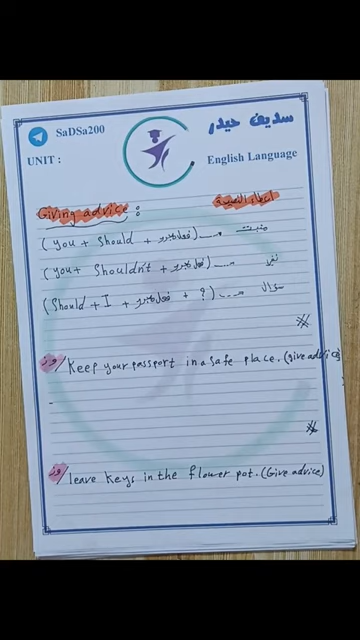 SaDSa200
سديف حيدر
UNIT :
English Language
Giving advice : اعطاء النصيحة
(you + should + فعل مجرد) ... مثبت
(you + shouldn't + فعل مجرد) ... نفي
(Should + I + فعل مجرد + ?) ... سؤال
وز/ Keep your passport in a safe place. (give advice)
وز/ leave keys in the flower pot. (Give advice)